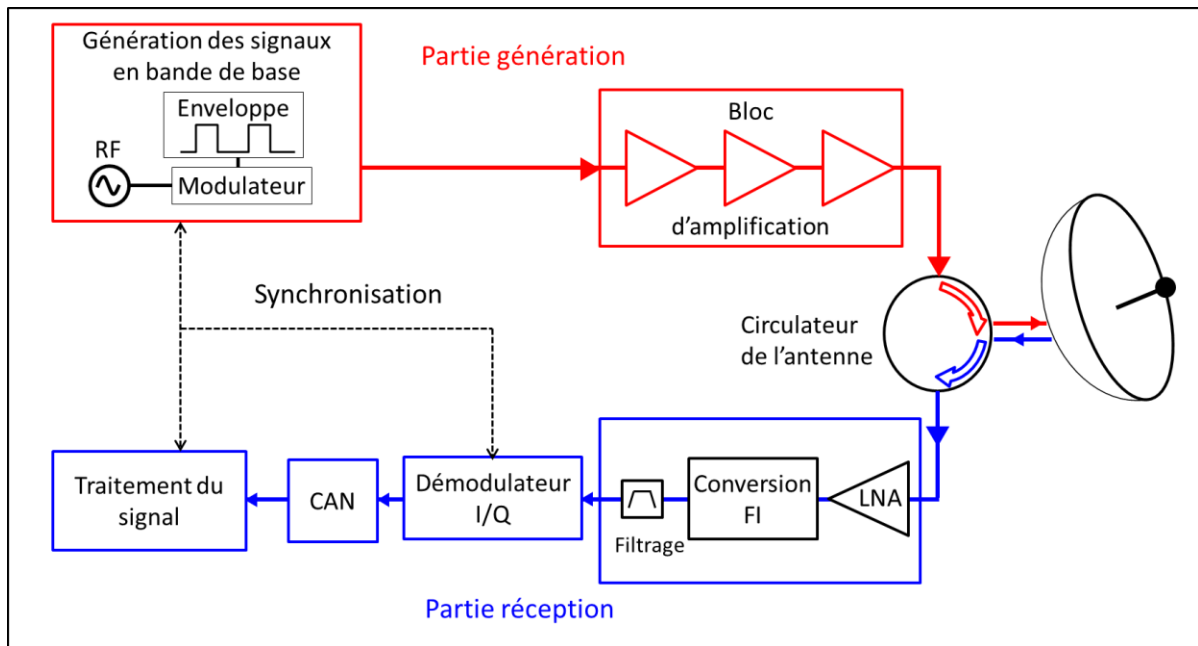 Génération des signaux
en bande de base
Enveloppe
RF
Modulateur
Partie génération
Bloc
d'amplification
Synchronisation
Circulateur
de l'antenne
Traitement du
signal
CAN
Démodulateur
I/Q
Filtrage
Conversion
FI
LNA
Partie réception